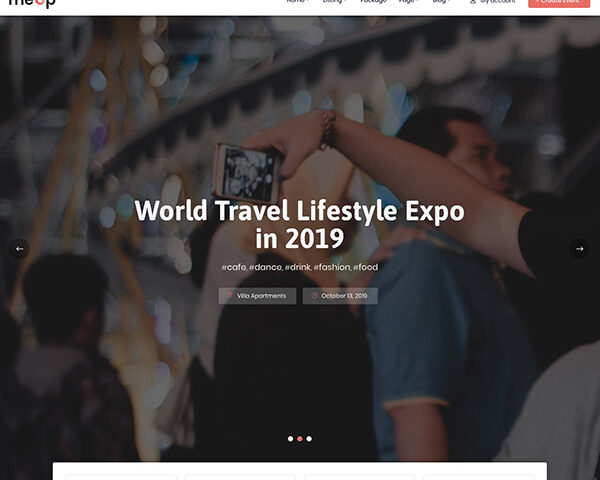 meup
Home Listing Package Page Blog My account + Create Event
World Travel Lifestyle Expo
in 2019
#cafe, #dance, #drink, #fashion, #food
Villa Apartments October 13, 2019